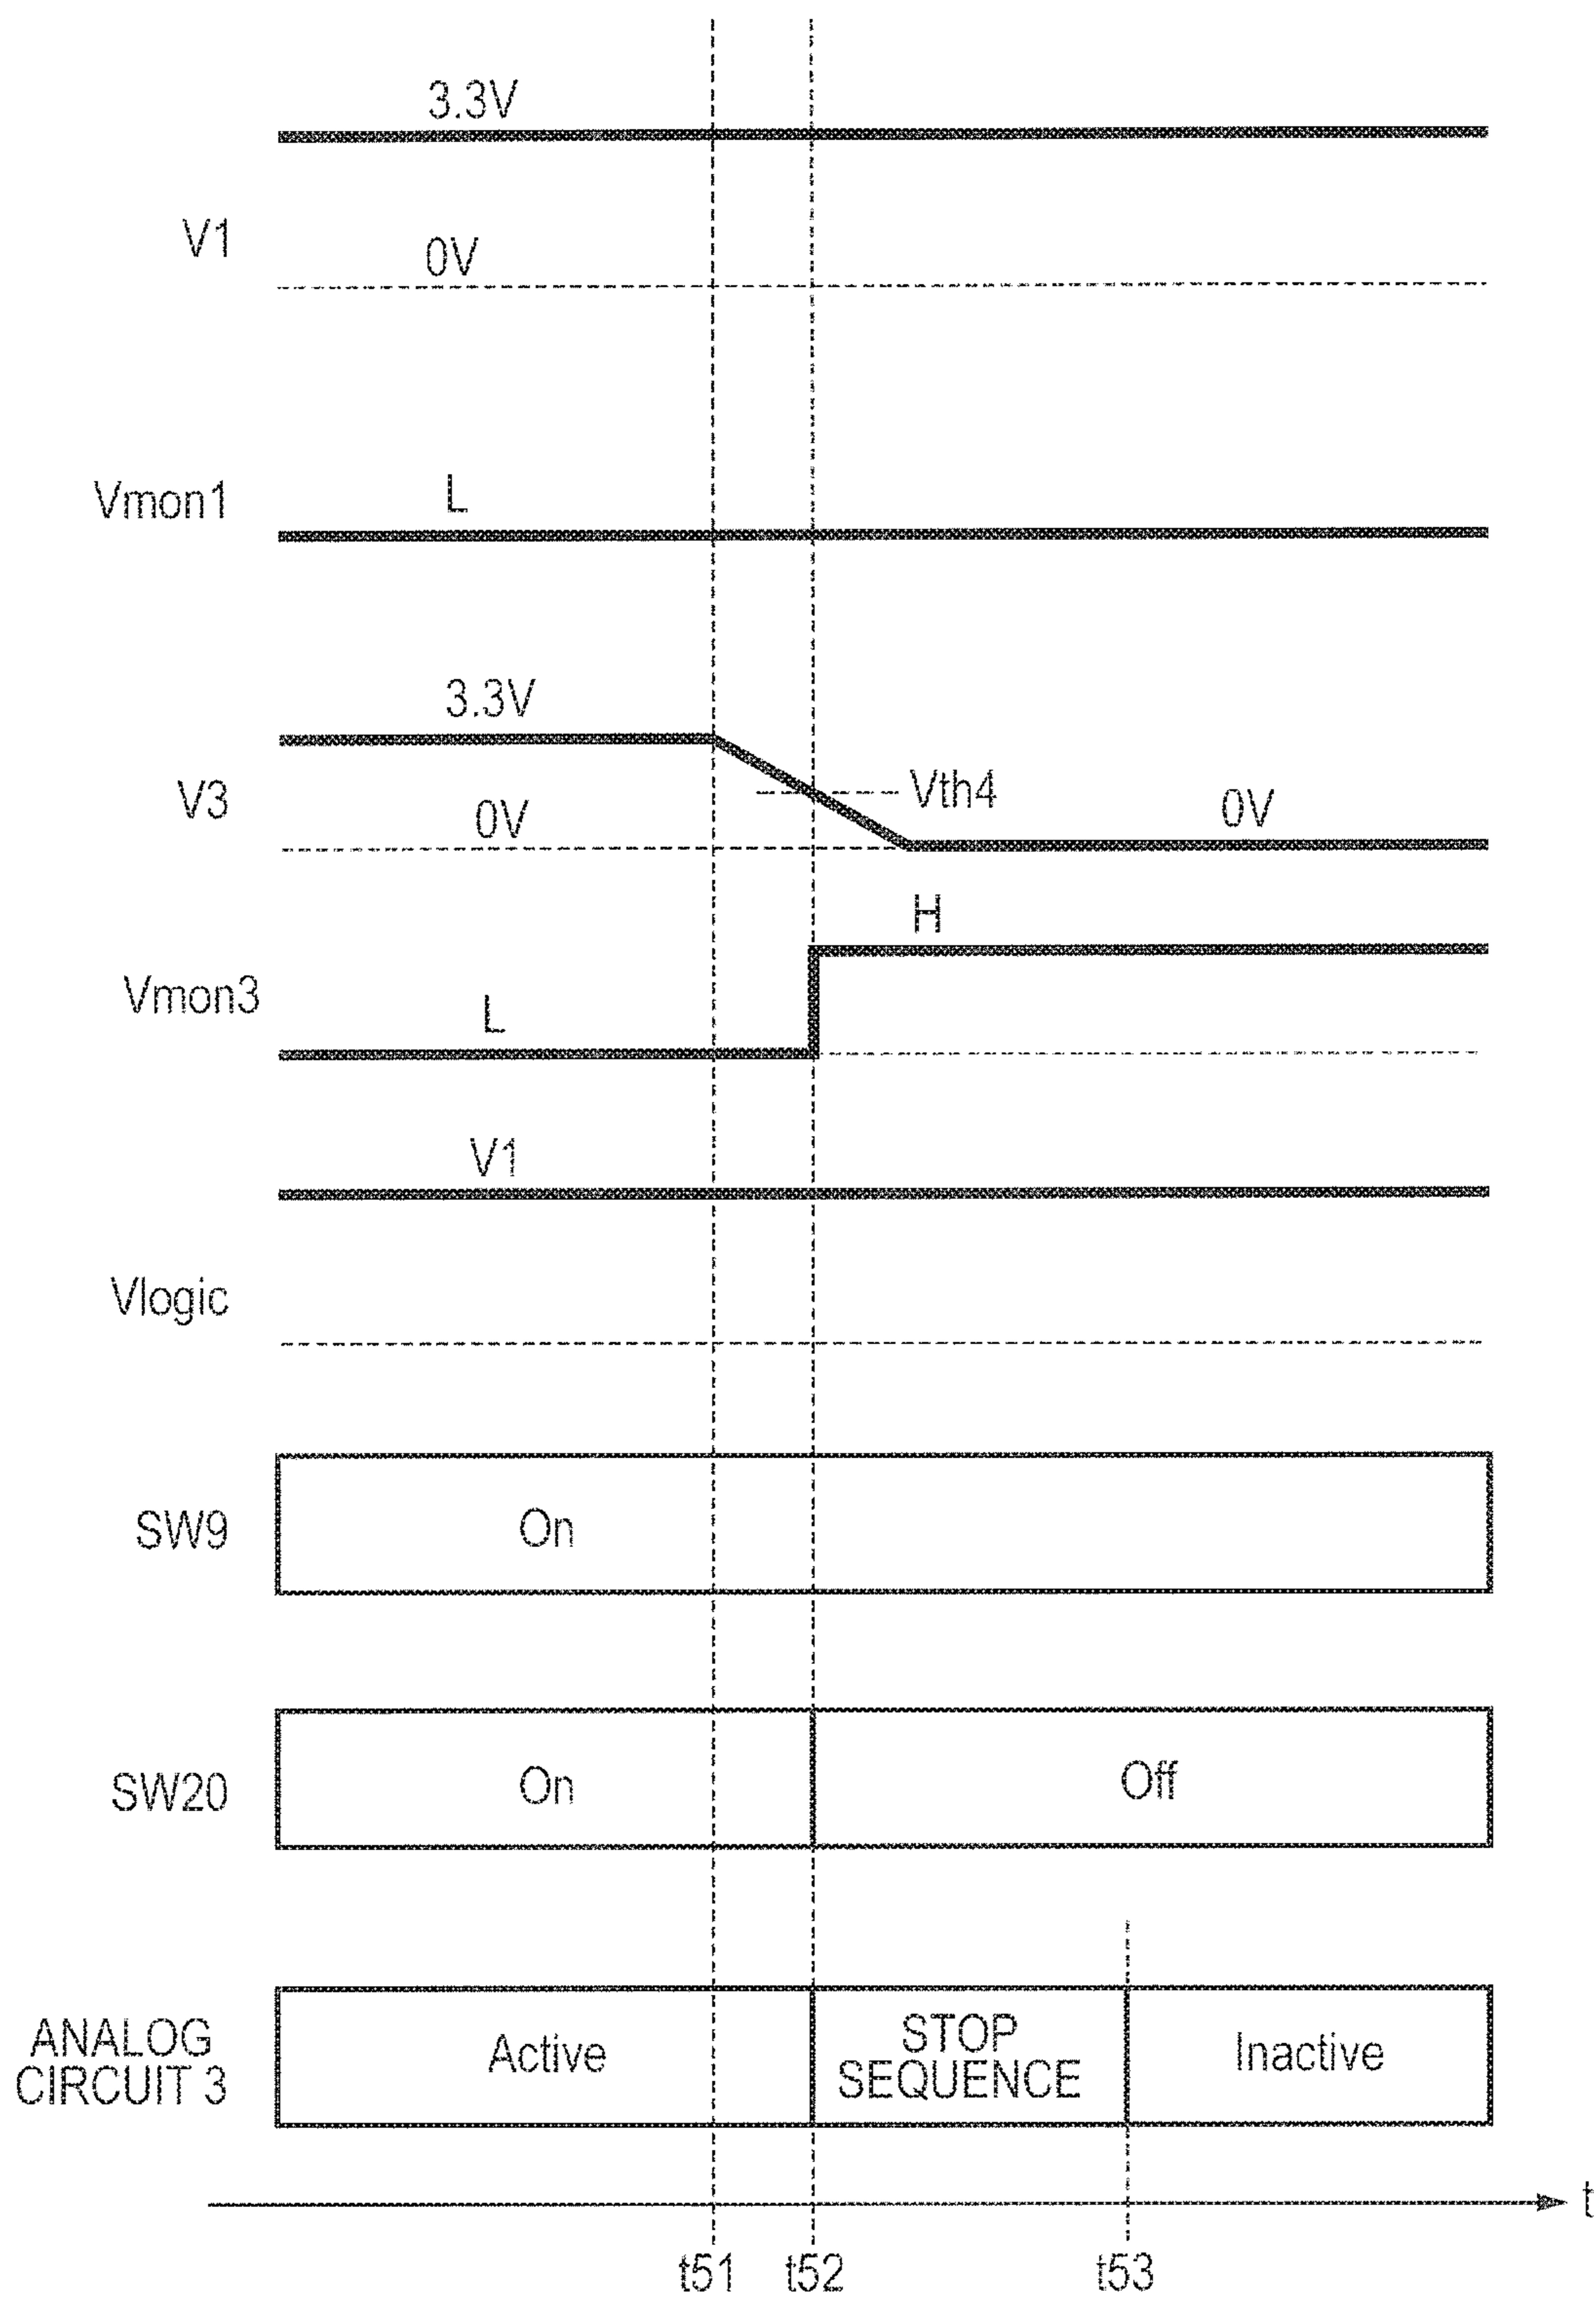 3.3V
V1
0V
Vmon1
L
3.3V
V3
0V
Vth4
0V
H
Vmon3
L
V1
Vlogic
SW9
On
SW20
On
Off
ANALOG
CIRCUIT 3
Active
STOP
SEQUENCE
Inactive
t
t51
t52
t53